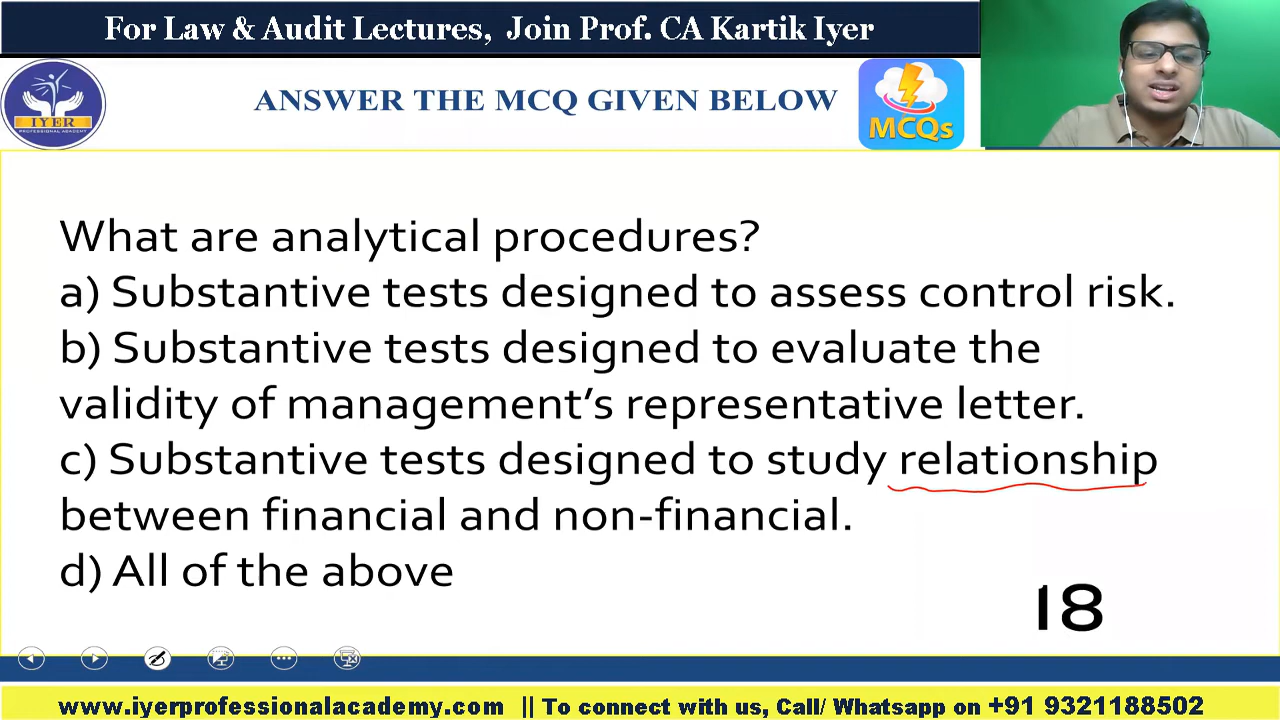 For Law & Audit Lectures, Join Prof. CA Kartik Iyer
IYER
PROFESSIONAL ACADEMY
ANSWER THE MCQ GIVEN BELOW
MCQs
What are analytical procedures?
a) Substantive tests designed to assess control risk.
b) Substantive tests designed to evaluate the
validity of management’s representative letter.
c) Substantive tests designed to study relationship
between financial and non-financial.
d) All of the above
18
www.iyerprofessionalacademy.com || To connect with us, Call/ Whatsapp on +91 9321188502